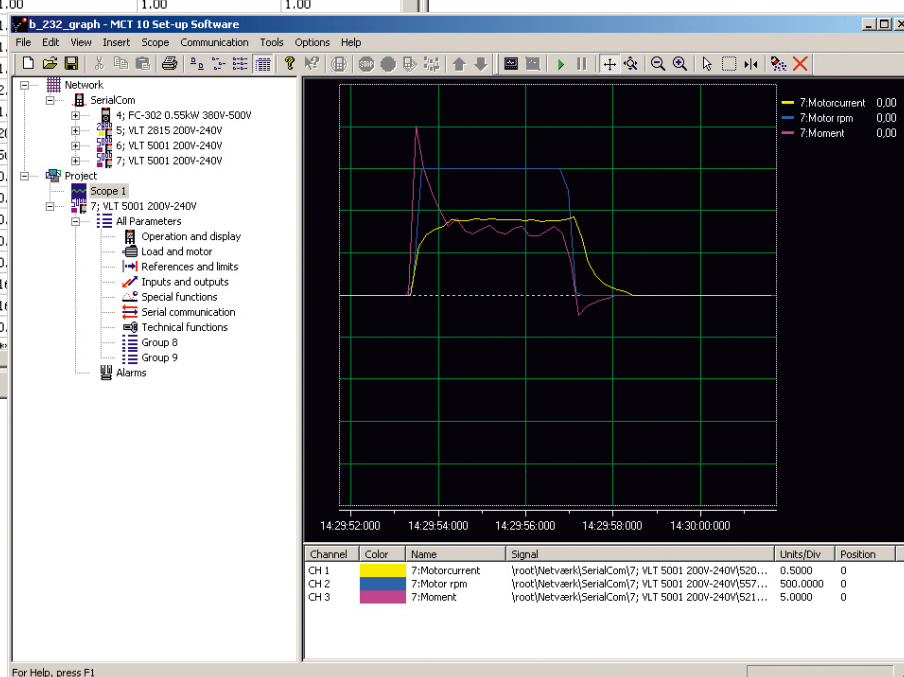 1.00 1.00 1.00
b_232_graph - MCT 10 Set-up Software
File Edit View Insert Scope Communication Tools Options Help
Network
SerialCom
4; FC-302 0.55kW 380V-500V
5; VLT 2815 200V-240V
6; VLT 5001 200V-240V
7; VLT 5001 200V-240V
Project
Scope 1
7; VLT 5001 200V-240V
All Parameters
Operation and display
Load and motor
References and limits
Inputs and outputs
Special functions
Serial communication
Technical functions
Group 8
Group 9
Alarms
7:Motorcurrent 0,00
7:Motor rpm 0,00
7:Moment 0,00
14:29:52:000 14:29:54:000 14:29:56:000 14:29:58:000 14:30:00:000
Channel Color Name Signal Units/Div Position
CH 1 7:Motorcurrent \root\Netværk\SerialCom\7; VLT 5001 200V-240V\520... 0.5000 0
CH 2 7:Motor rpm \root\Netværk\SerialCom\7; VLT 5001 200V-240V\557... 500.0000 0
CH 3 7:Moment \root\Netværk\SerialCom\7; VLT 5001 200V-240V\521... 5.0000 0
For Help, press F1